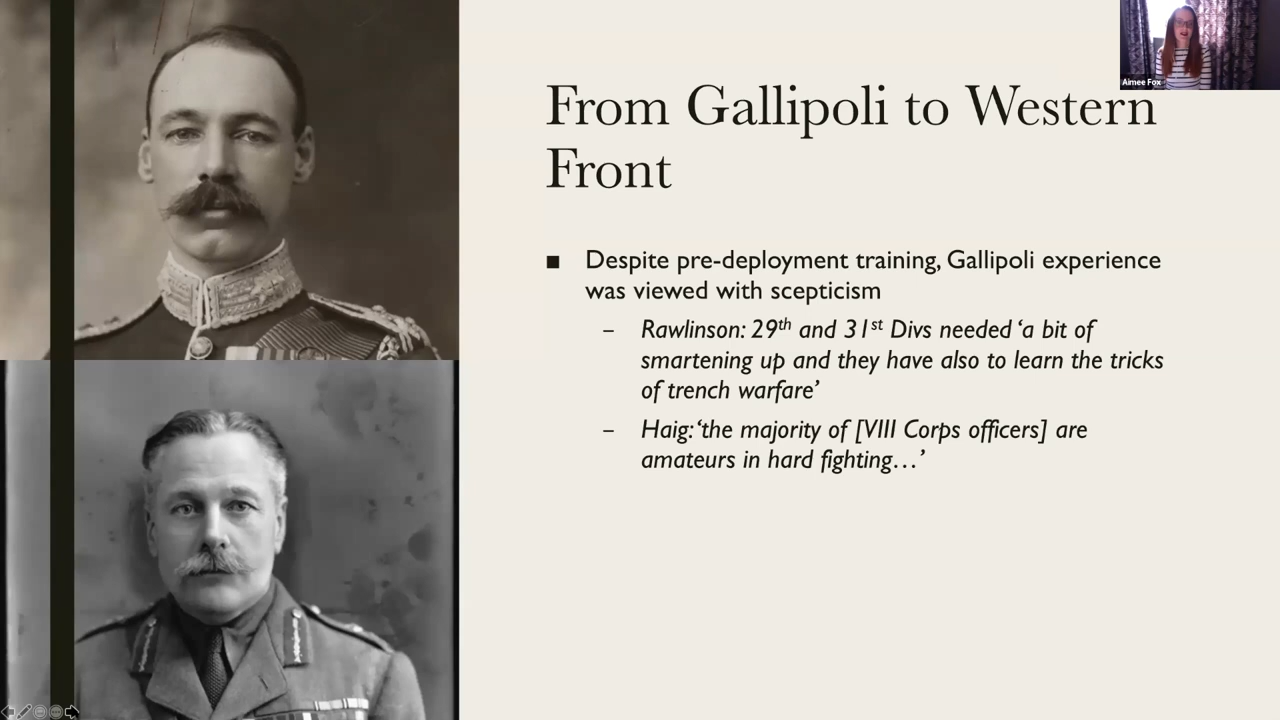 Aimee Fox
From Gallipoli to Western
Front
■ Despite pre-deployment training, Gallipoli experience
was viewed with scepticism
– Rawlinson: 29th and 31st Divs needed ‘a bit of
smartening up and they have also to learn the tricks
of trench warfare’
– Haig: ‘the majority of [VIII Corps officers] are
amateurs in hard fighting…’